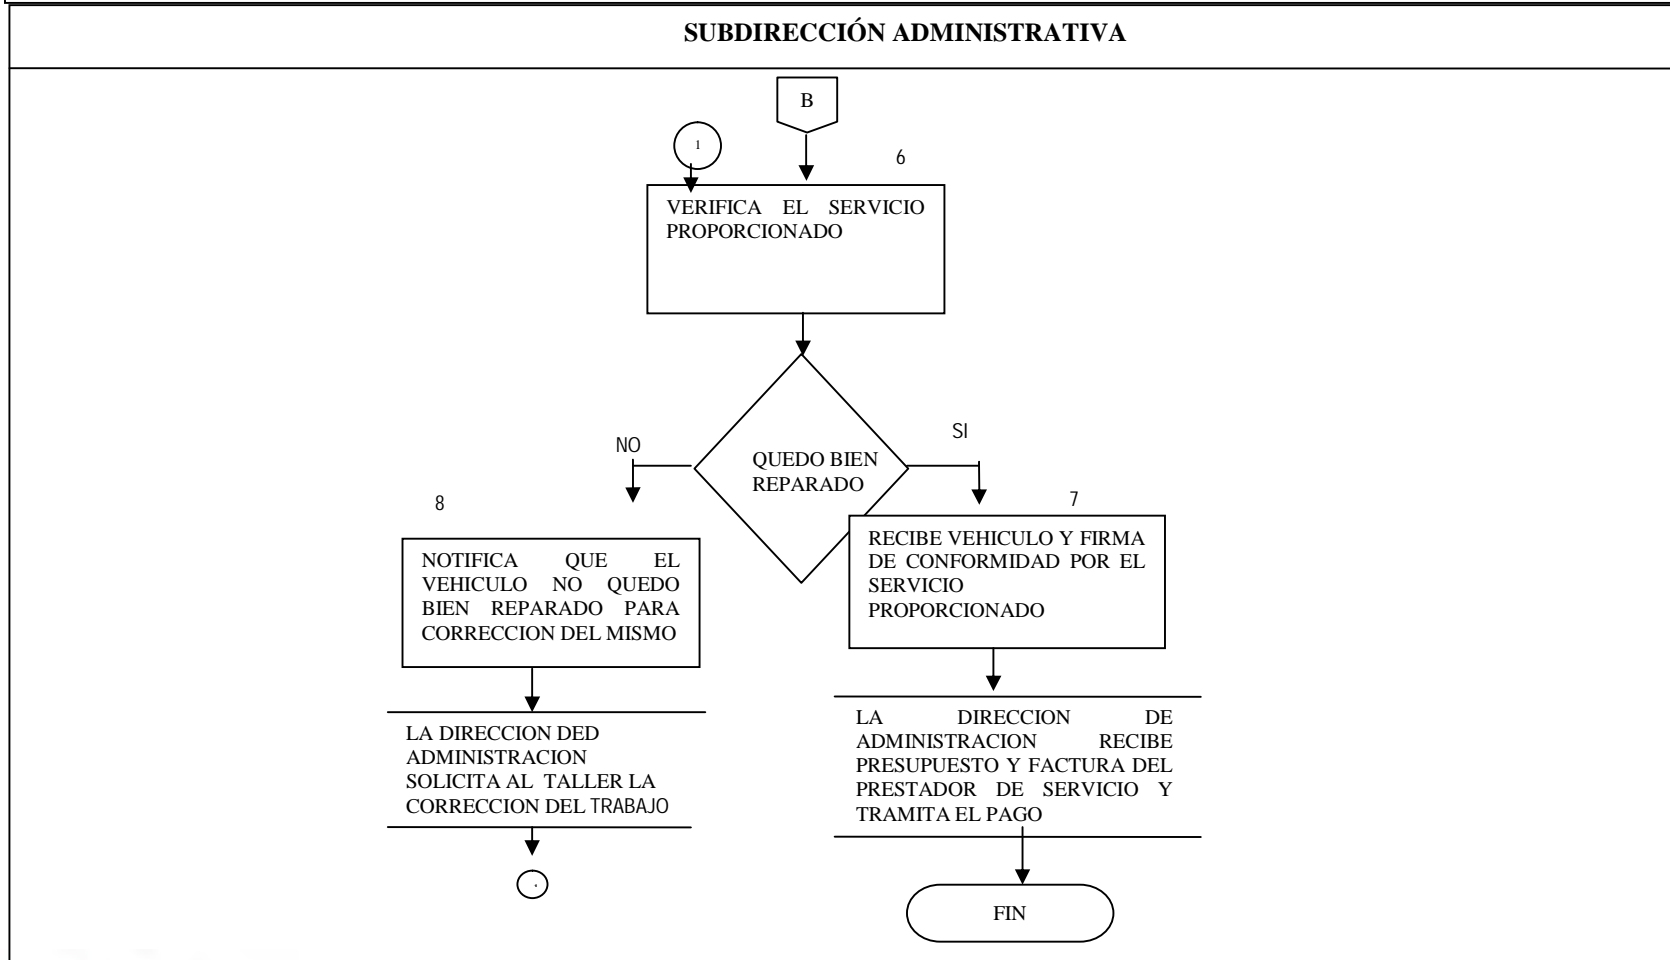 SUBDIRECCIÓN ADMINISTRATIVA
B
1
6
VERIFICA EL SERVICIO
PROPORCIONADO
NO
SI
QUEDO BIEN
REPARADO
8
7
NOTIFICA QUE EL
VEHICULO NO QUEDO
BIEN REPARADO PARA
CORRECCION DEL MISMO
RECIBE VEHICULO Y FIRMA
DE CONFORMIDAD POR EL
SERVICIO
PROPORCIONADO
LA DIRECCION DED
ADMINISTRACION
SOLICITA AL TALLER LA
CORRECCION DEL TRABAJO
LA DIRECCION DE
ADMINISTRACION RECIBE
PRESUPUESTO Y FACTURA DEL
PRESTADOR DE SERVICIO Y
TRAMITA EL PAGO
FIN